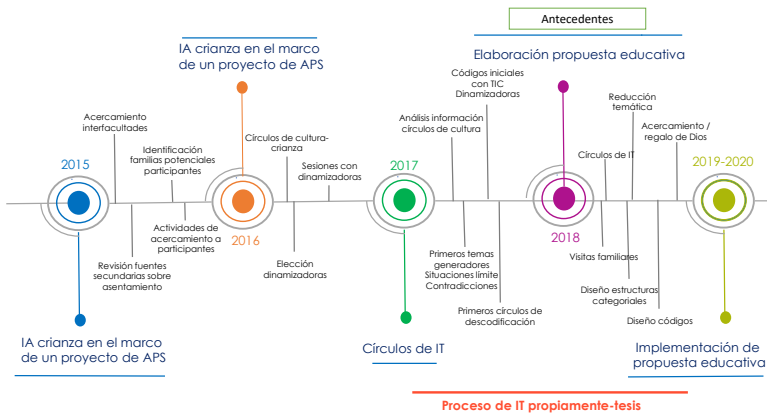 Antecedentes
IA crianza en el marco
de un proyecto de APS
Elaboración propuesta educativa
Códigos iniciales
con TIC
Dinamizadoras
Reducción
temática
Acercamiento
interfacultades
Análisis información
círculos de cultura
Acercamiento /
regalo de Dios
Círculos de cultura-
crianza
Identificación
familias potenciales
participantes
Sesiones con
dinamizadoras
Círculos de IT
2015
2017
2019-2020
2016
2018
Actividades de
acercamiento a
participantes
Revisión fuentes
secundarias sobre
asentamiento
Elección
dinamizadoras
Primeros temas
generadores
Situaciones límite
Contradicciones
Visitas familiares
Diseño estructuras
categoriales
Primeros círculos de
descodificación
Diseño códigos
IA crianza en el marco
de un proyecto de APS
Círculos de IT
Implementación de
propuesta educativa
Proceso de IT propiamente-tesis